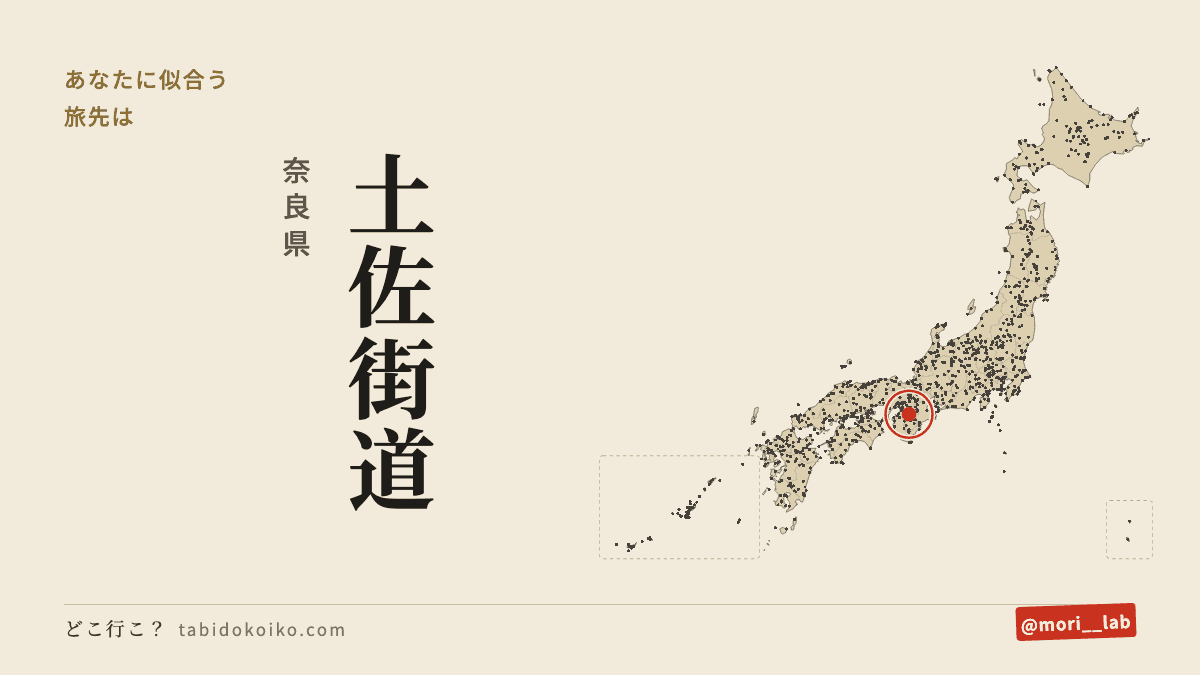 あなたに似合う
旅先は
奈良県
土佐街道
どこ行こ？ tabidokoiko.com
@mori__lab